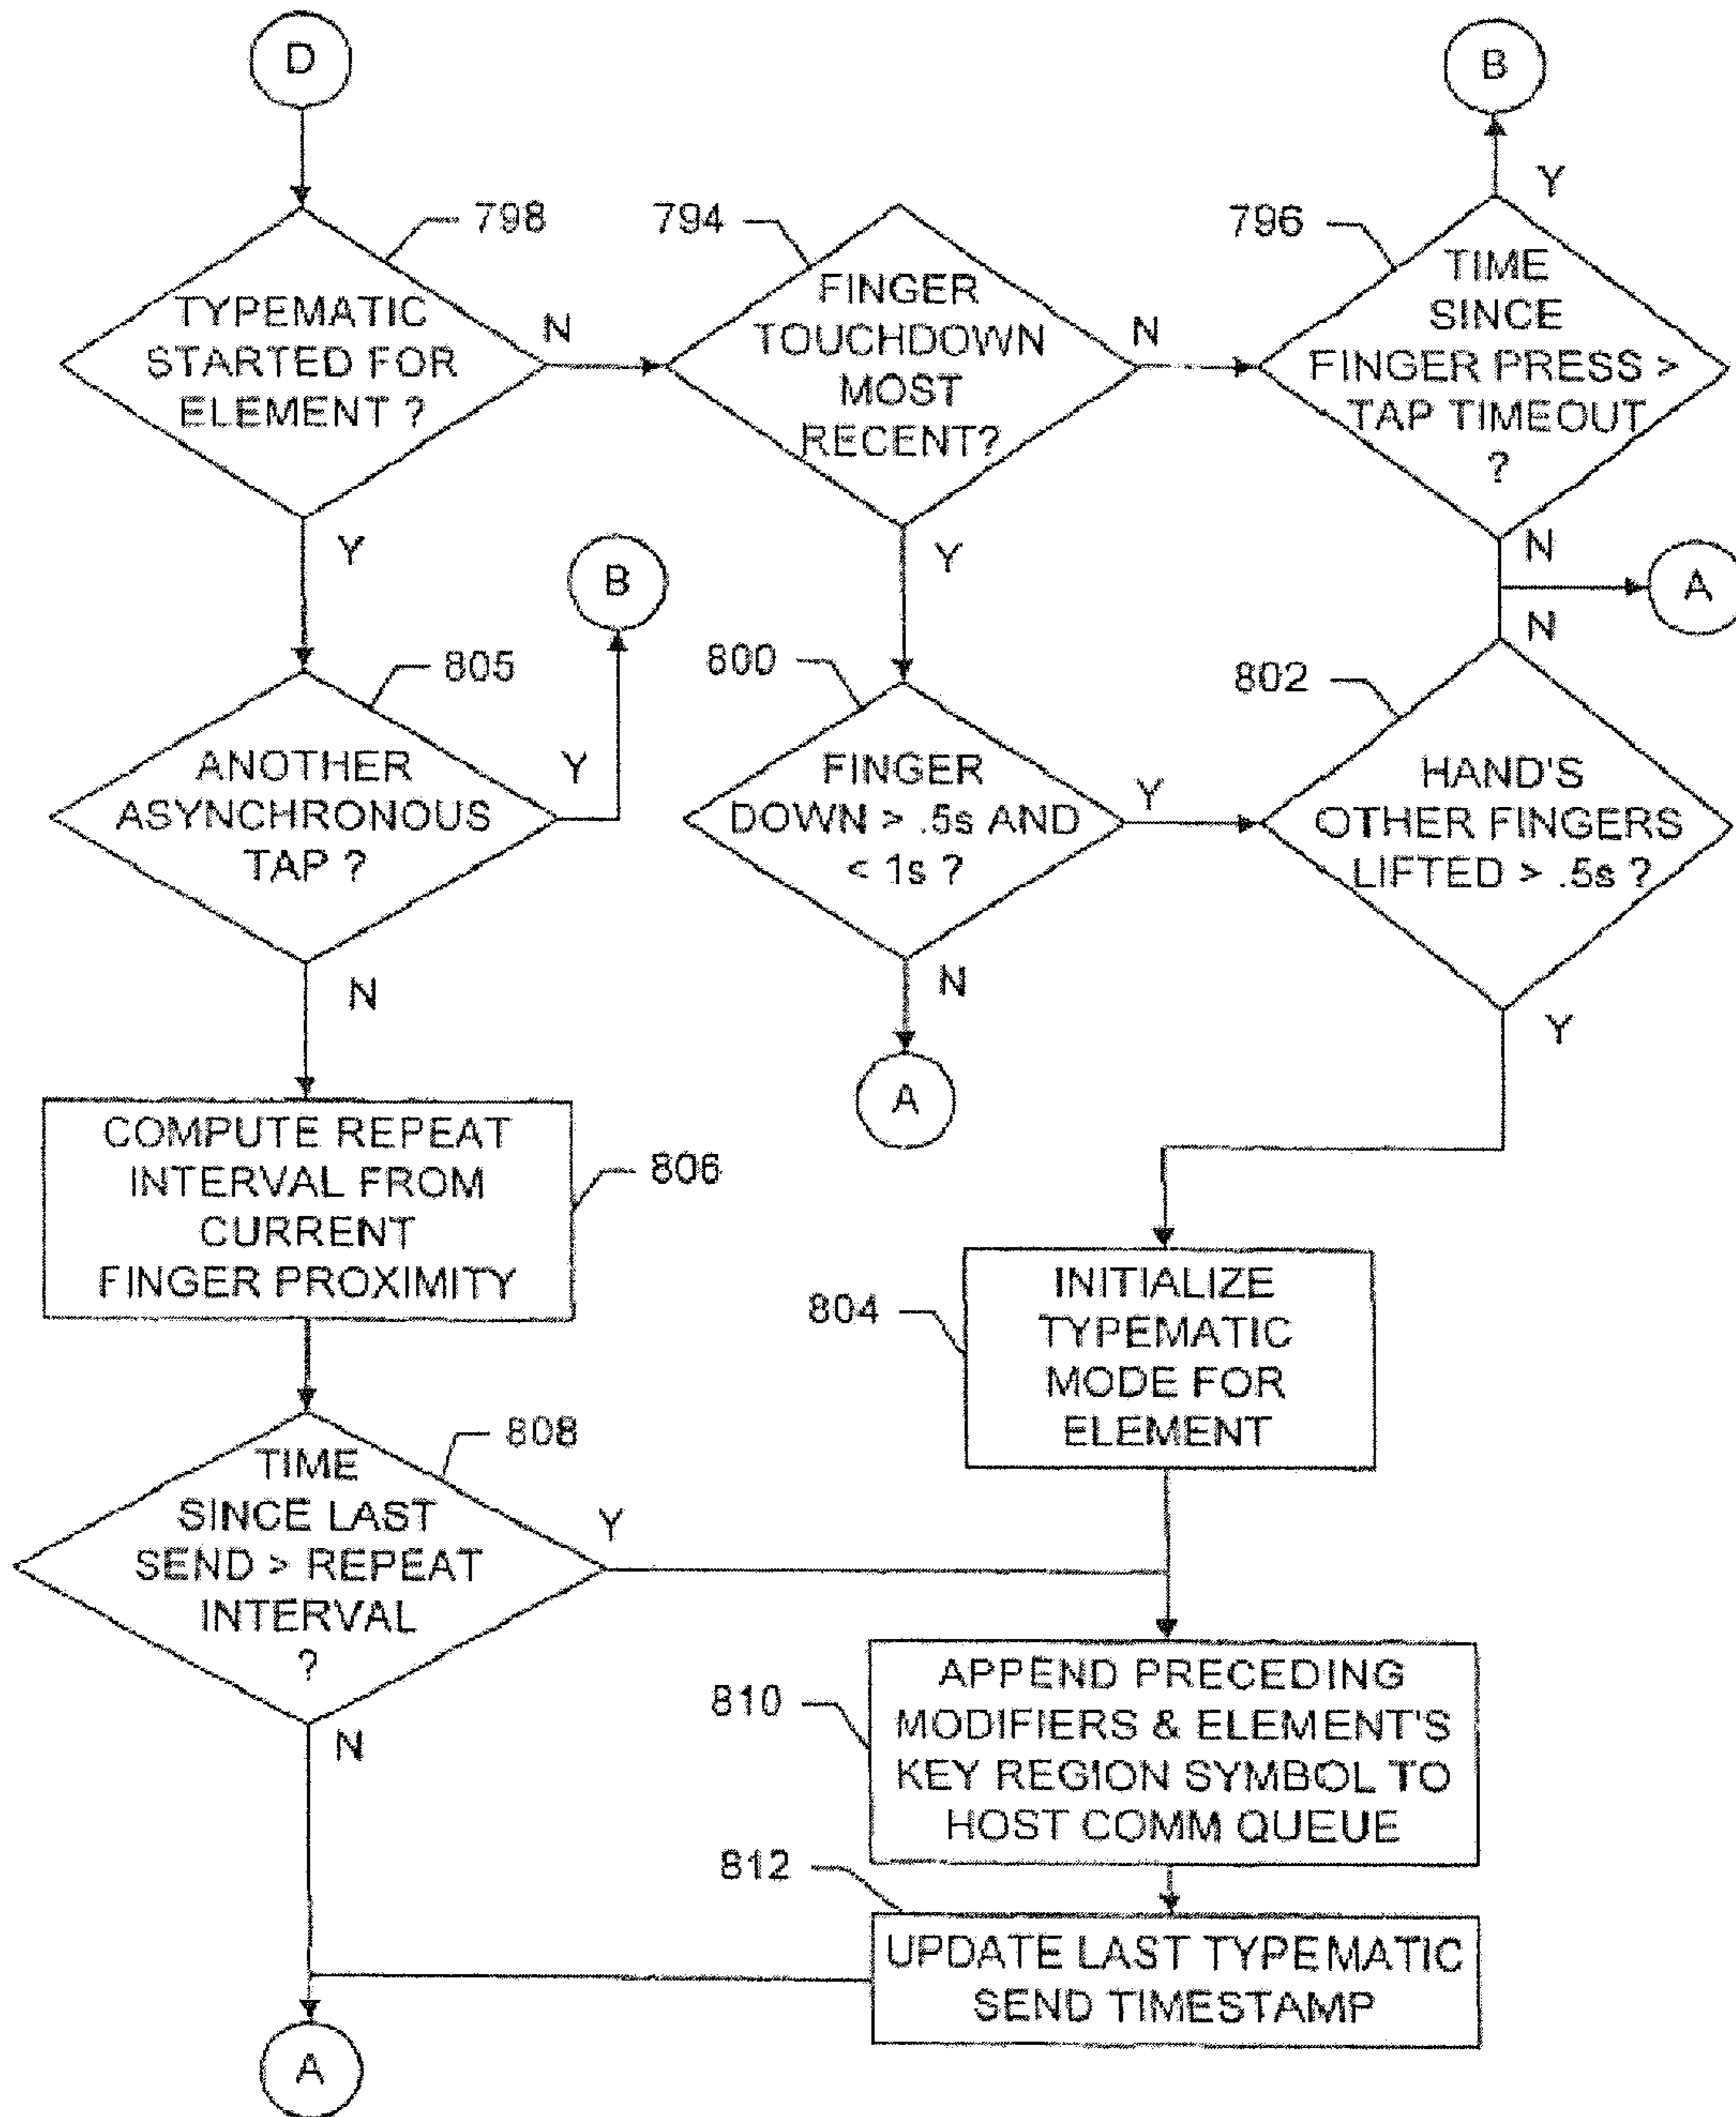 D
B
798
794
796
TYPEMATIC
STARTED FOR
ELEMENT ?
N
Y
FINGER
TOUCHDOWN
MOST
RECENT?
N
Y
TIME
SINCE
FINGER PRESS >
TAP TIMEOUT
?
Y
N
B
A
805
800
802
ANOTHER
ASYNCHRONOUS
TAP ?
Y
N
FINGER
DOWN > .5s AND
< 1s ?
Y
N
N
HAND'S
OTHER FINGERS
LIFTED > .5s ?
Y
A
COMPUTE REPEAT
INTERVAL FROM
CURRENT
FINGER PROXIMITY
806
804
INITIALIZE
TYPEMATIC
MODE FOR
ELEMENT
808
TIME
SINCE LAST
SEND > REPEAT
INTERVAL
?
Y
N
810
APPEND PRECEDING
MODIFIERS & ELEMENT'S
KEY REGION SYMBOL TO
HOST COMM QUEUE
812
UPDATE LAST TYPEMATIC
SEND TIMESTAMP
A